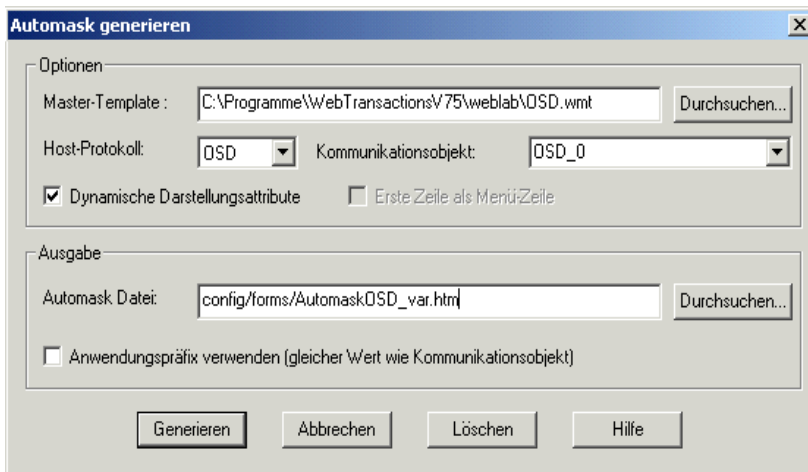 Automask generieren
Optionen
Master-Template : C:\Programme\WebTransactionsV75\weblab\OSD.wmt Durchsuchen...
Host-Protokoll: OSD Kommunikationsobjekt: OSD_0
Dynamische Darstellungsattribute Erste Zeile als Menü-Zeile
Ausgabe
Automask Datei: config/forms/AutomaskOSD_var.htm Durchsuchen...
Anwendungspräfix verwenden (gleicher Wert wie Kommunikationsobjekt)
Generieren Abbrechen Löschen Hilfe